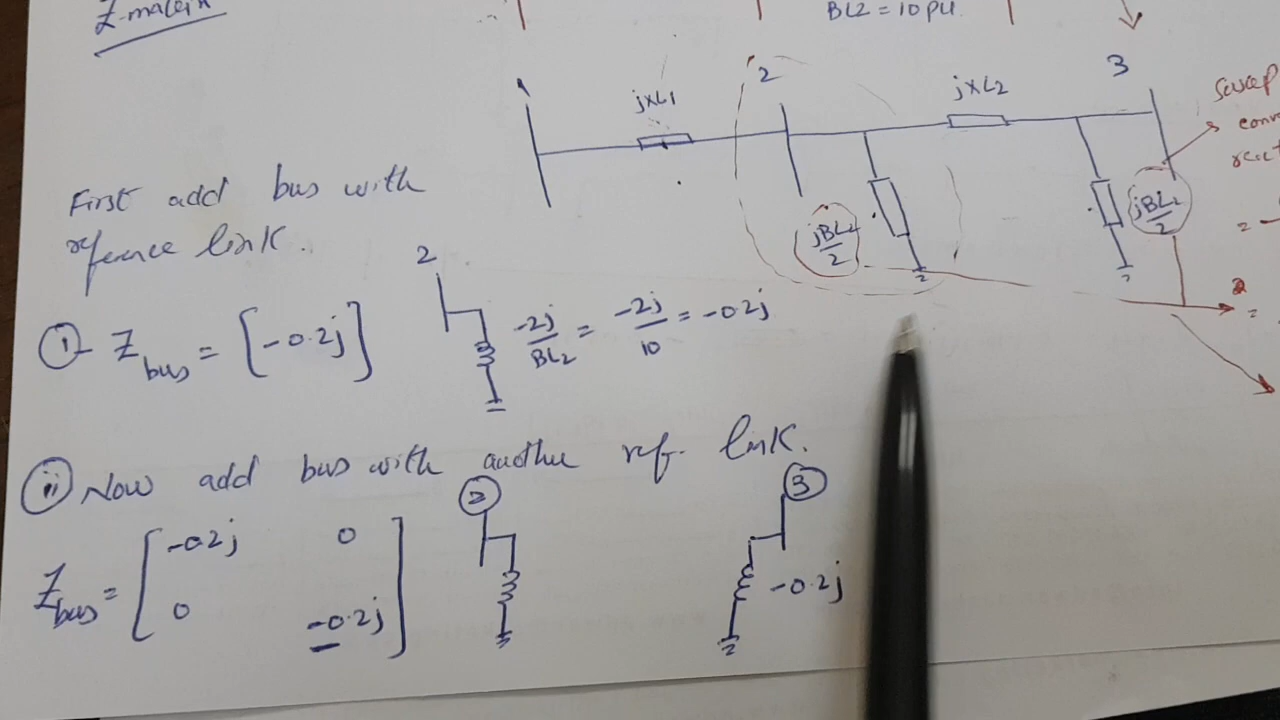 Z-matrix
BL2 = 10 PU.
1
2
3
jXL1
jXL2
jBL2/2
jBL2/2
First add bus with
reference link.
2
① Zbus = [-0.2j]
-2j/BL2 = -2j/10 = -0.2j
② Now add bus with another ref. link.
Zbus = [-0.2j 0
0 -0.2j]
②
③
-0.2j